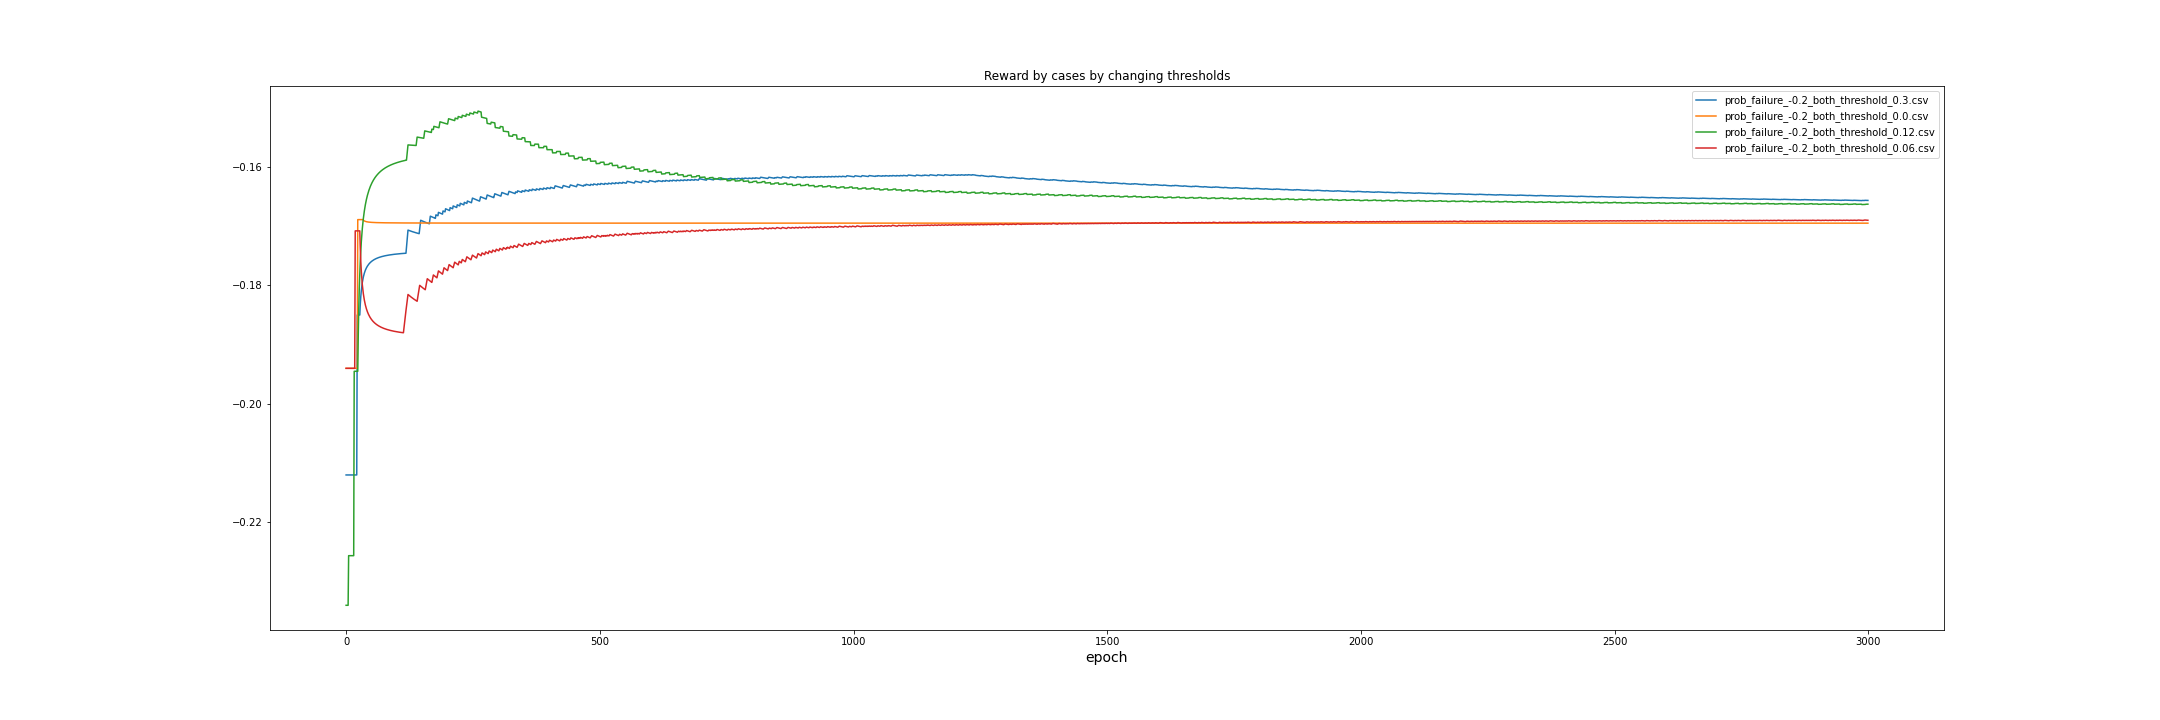 Reward by cases by changing thresholds
prob_failure_-0.2_both_threshold_0.3.csv
prob_failure_-0.2_both_threshold_0.0.csv
prob_failure_-0.2_both_threshold_0.12.csv
prob_failure_-0.2_both_threshold_0.06.csv
−0.16
−0.18
−0.20
−0.22
0 500 1000 1500 2000 2500 3000
epoch